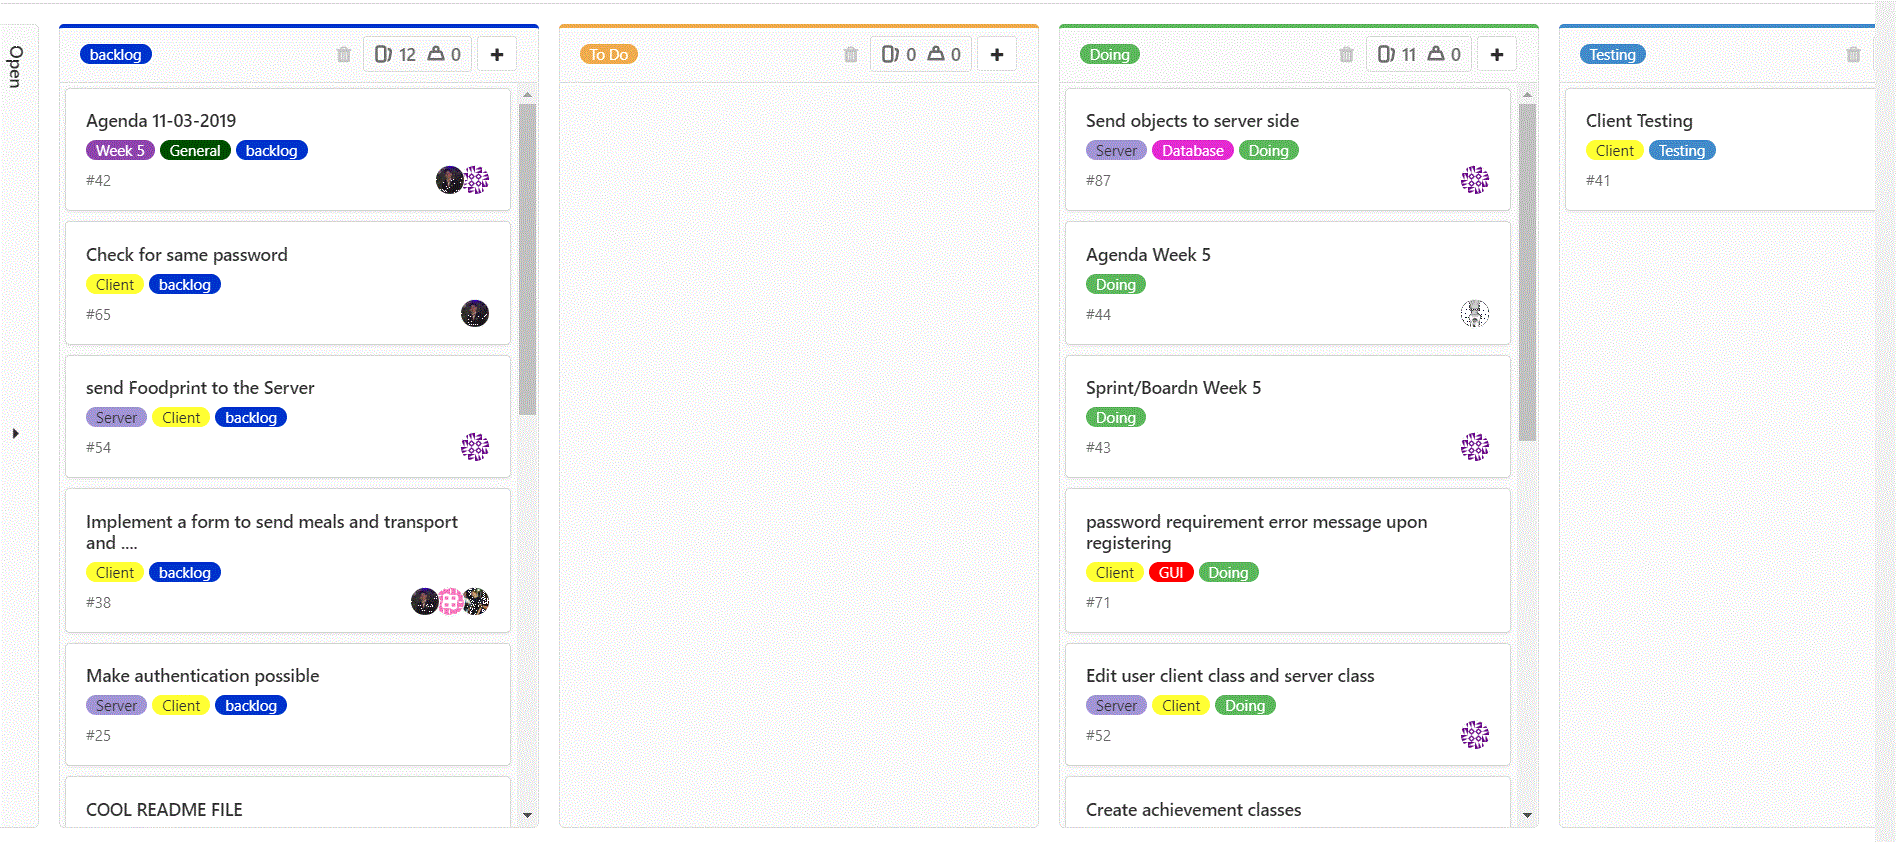 Open
backlog
12 0
Agenda 11-03-2019
Week 5 General backlog
#42
Check for same password
Client backlog
#65
send Foodprint to the Server
Server Client backlog
#54
Implement a form to send meals and transport
and ....
Client backlog
#38
Make authentication possible
Server Client backlog
#25
COOL README FILE
To Do
0 0
Doing
11 0
Send objects to server side
Server Database Doing
#87
Agenda Week 5
Doing
#44
Sprint/Boardn Week 5
Doing
#43
password requirement error message upon
registering
Client GUI Doing
#71
Edit user client class and server class
Server Client Doing
#52
Create achievement classes
Testing
Client Testing
Client Testing
#41